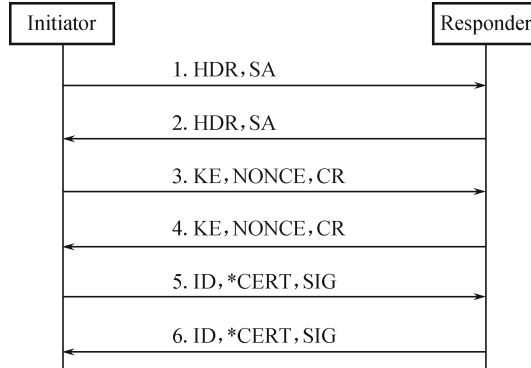 Initiator
Responder
1. HDR,SA
2. HDR,SA
3. KE,NONCE,CR
4. KE,NONCE,CR
5. ID,*CERT,SIG
6. ID,*CERT,SIG